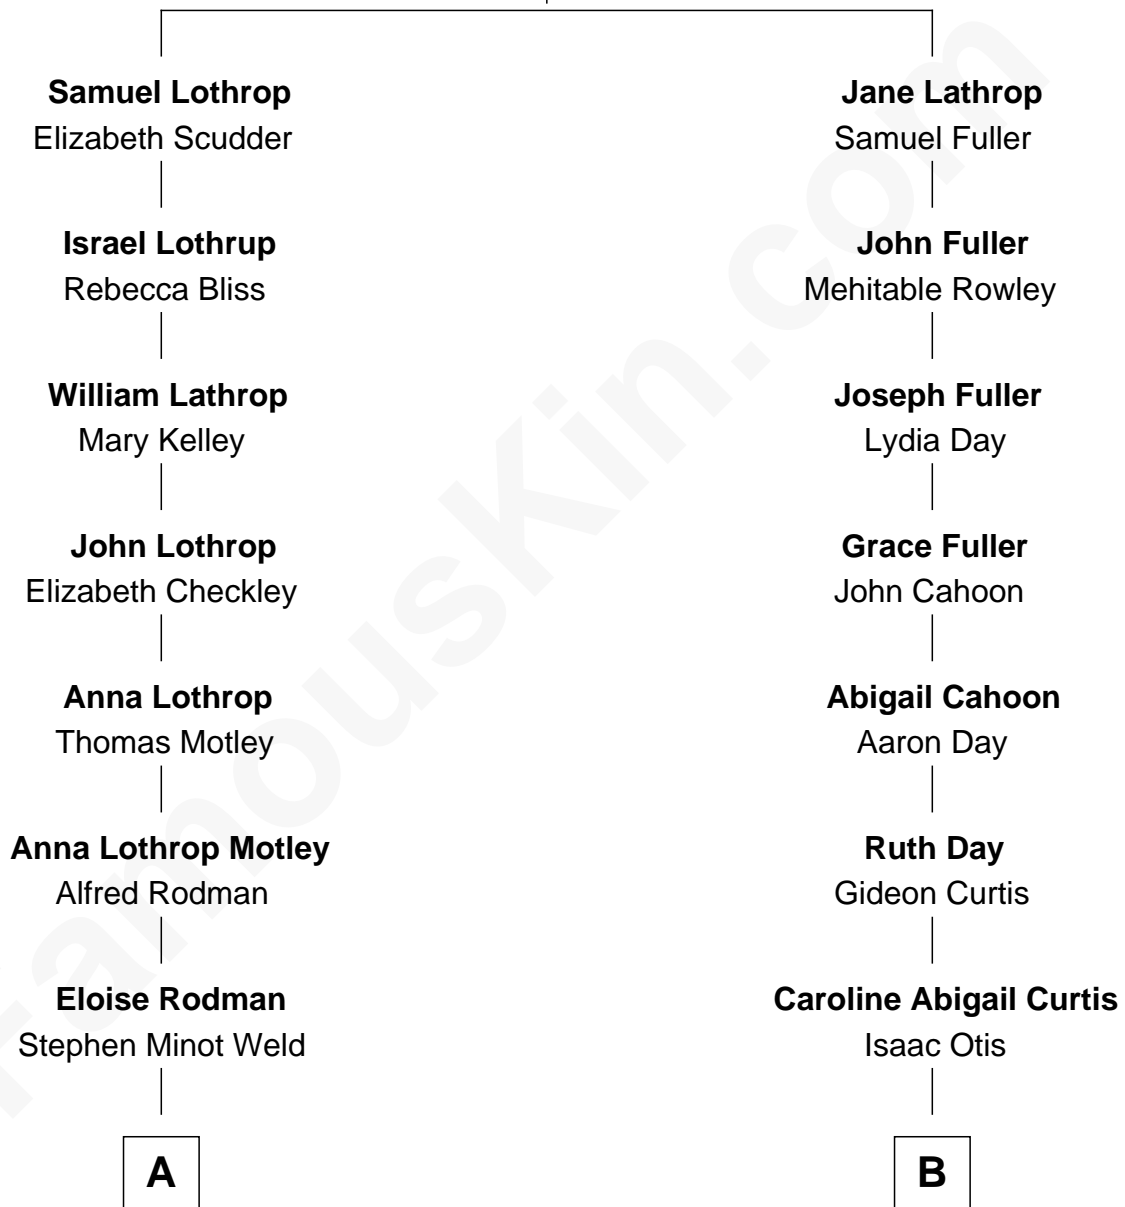 Samuel Lothrop
Elizabeth Scudder
Israel Lothrup
Rebecca Bliss
William Lathrop
Mary Kelley
John Lothrop
Elizabeth Checkley
Anna Lothrop
Thomas Motley
Anna Lothrop Motley
Alfred Rodman
Eloise Rodman
Stephen Minot Weld
A
Jane Lathrop
Samuel Fuller
John Fuller
Mehitable Rowley
Joseph Fuller
Lydia Day
Grace Fuller
John Cahoon
Abigail Cahoon
Aaron Day
Ruth Day
Gideon Curtis
Caroline Abigail Curtis
Isaac Otis
B
FamousKin.com